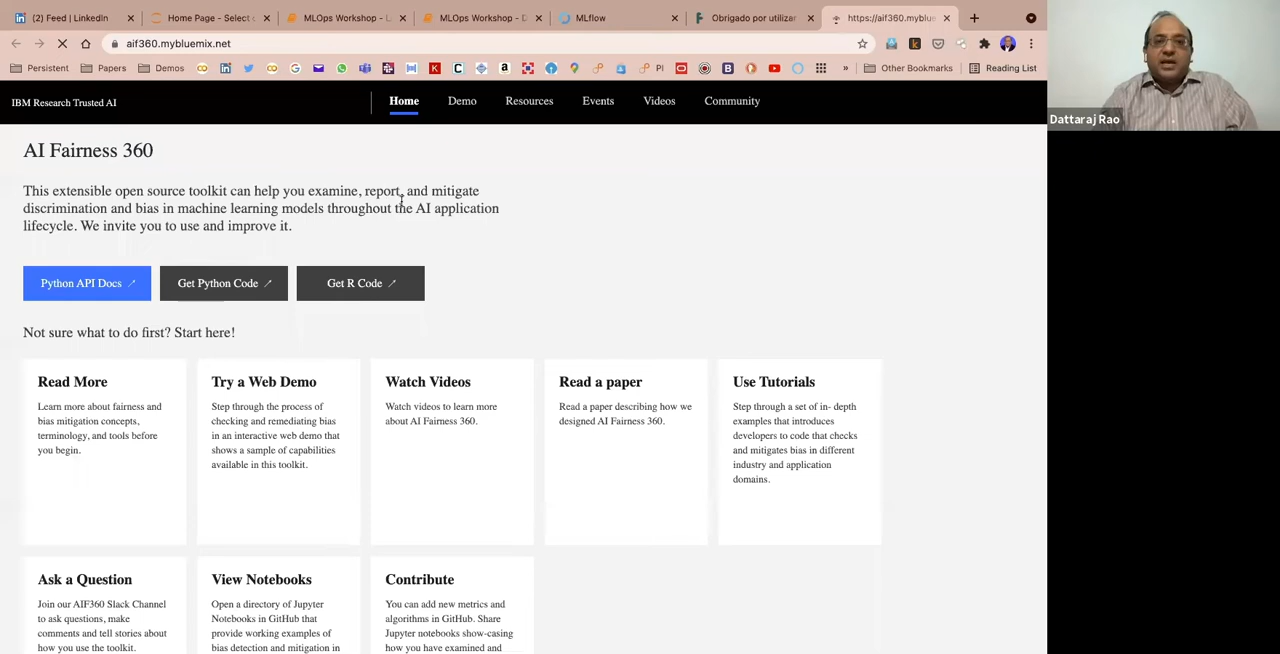 (2) Feed | LinkedIn
Home Page - Select
MLOps Workshop - L
MLOps Workshop - D
MLflow
Obrigado por utilizar
https://aif360.myblue
aif360.mybluemix.net
Persistent
Papers
Demos
PI
Other Bookmarks
Reading List
IBM Research Trusted AI
Home
Demo
Resources
Events
Videos
Community
Dattaraj Rao
AI Fairness 360
This extensible open source toolkit can help you examine, report, and mitigate
discrimination and bias in machine learning models throughout the AI application
lifecycle. We invite you to use and improve it.
Python API Docs ↗
Get Python Code ↗
Get R Code ↗
Not sure what to do first? Start here!
Read More
Learn more about fairness and
bias mitigation concepts,
terminology, and tools before
you begin.
Try a Web Demo
Step through the process of
checking and remediating bias
in an interactive web demo that
shows a sample of capabilities
available in this toolkit.
Watch Videos
Watch videos to learn more
about AI Fairness 360.
Read a paper
Read a paper describing how we
designed AI Fairness 360.
Use Tutorials
Step through a set of in- depth
examples that introduces
developers to code that checks
and mitigates bias in different
industry and application
domains.
Ask a Question
Join our AIF360 Slack Channel
to ask questions, make
comments and tell stories about
how you use the toolkit.
View Notebooks
Open a directory of Jupyter
Notebooks in GitHub that
provide working examples of
bias detection and mitigation in
Contribute
You can add new metrics and
algorithms in GitHub. Share
Jupyter notebooks show-casing
how you have examined and